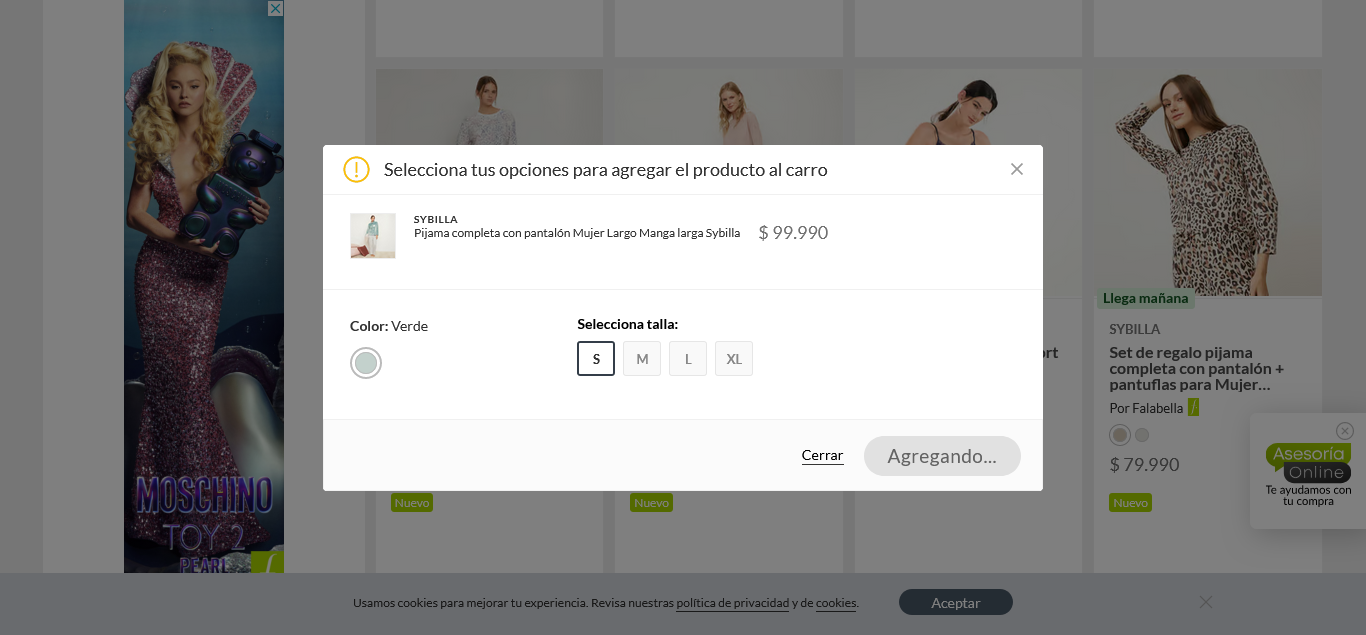 Selecciona tus opciones para agregar el producto al carro
SYBILLA
Pijama completa con pantalón Mujer Largo Manga larga Sybilla
$ 99.990
Color: Verde
Selecciona talla:
S
M
L
XL
Cerrar
Agregando...
MOSCHINO
TOY 2
PEARL
Nuevo
Nuevo
ort
Llega mañana
SYBILLA
Set de regalo pijama
completa con pantalón +
pantuflas para Mujer...
Por Falabella
$ 79.990
Nuevo
Asesoría
Online
Te ayudamos con
tu compra
Usamos cookies para mejorar tu experiencia. Revisa nuestras política de privacidad y de cookies.
Aceptar